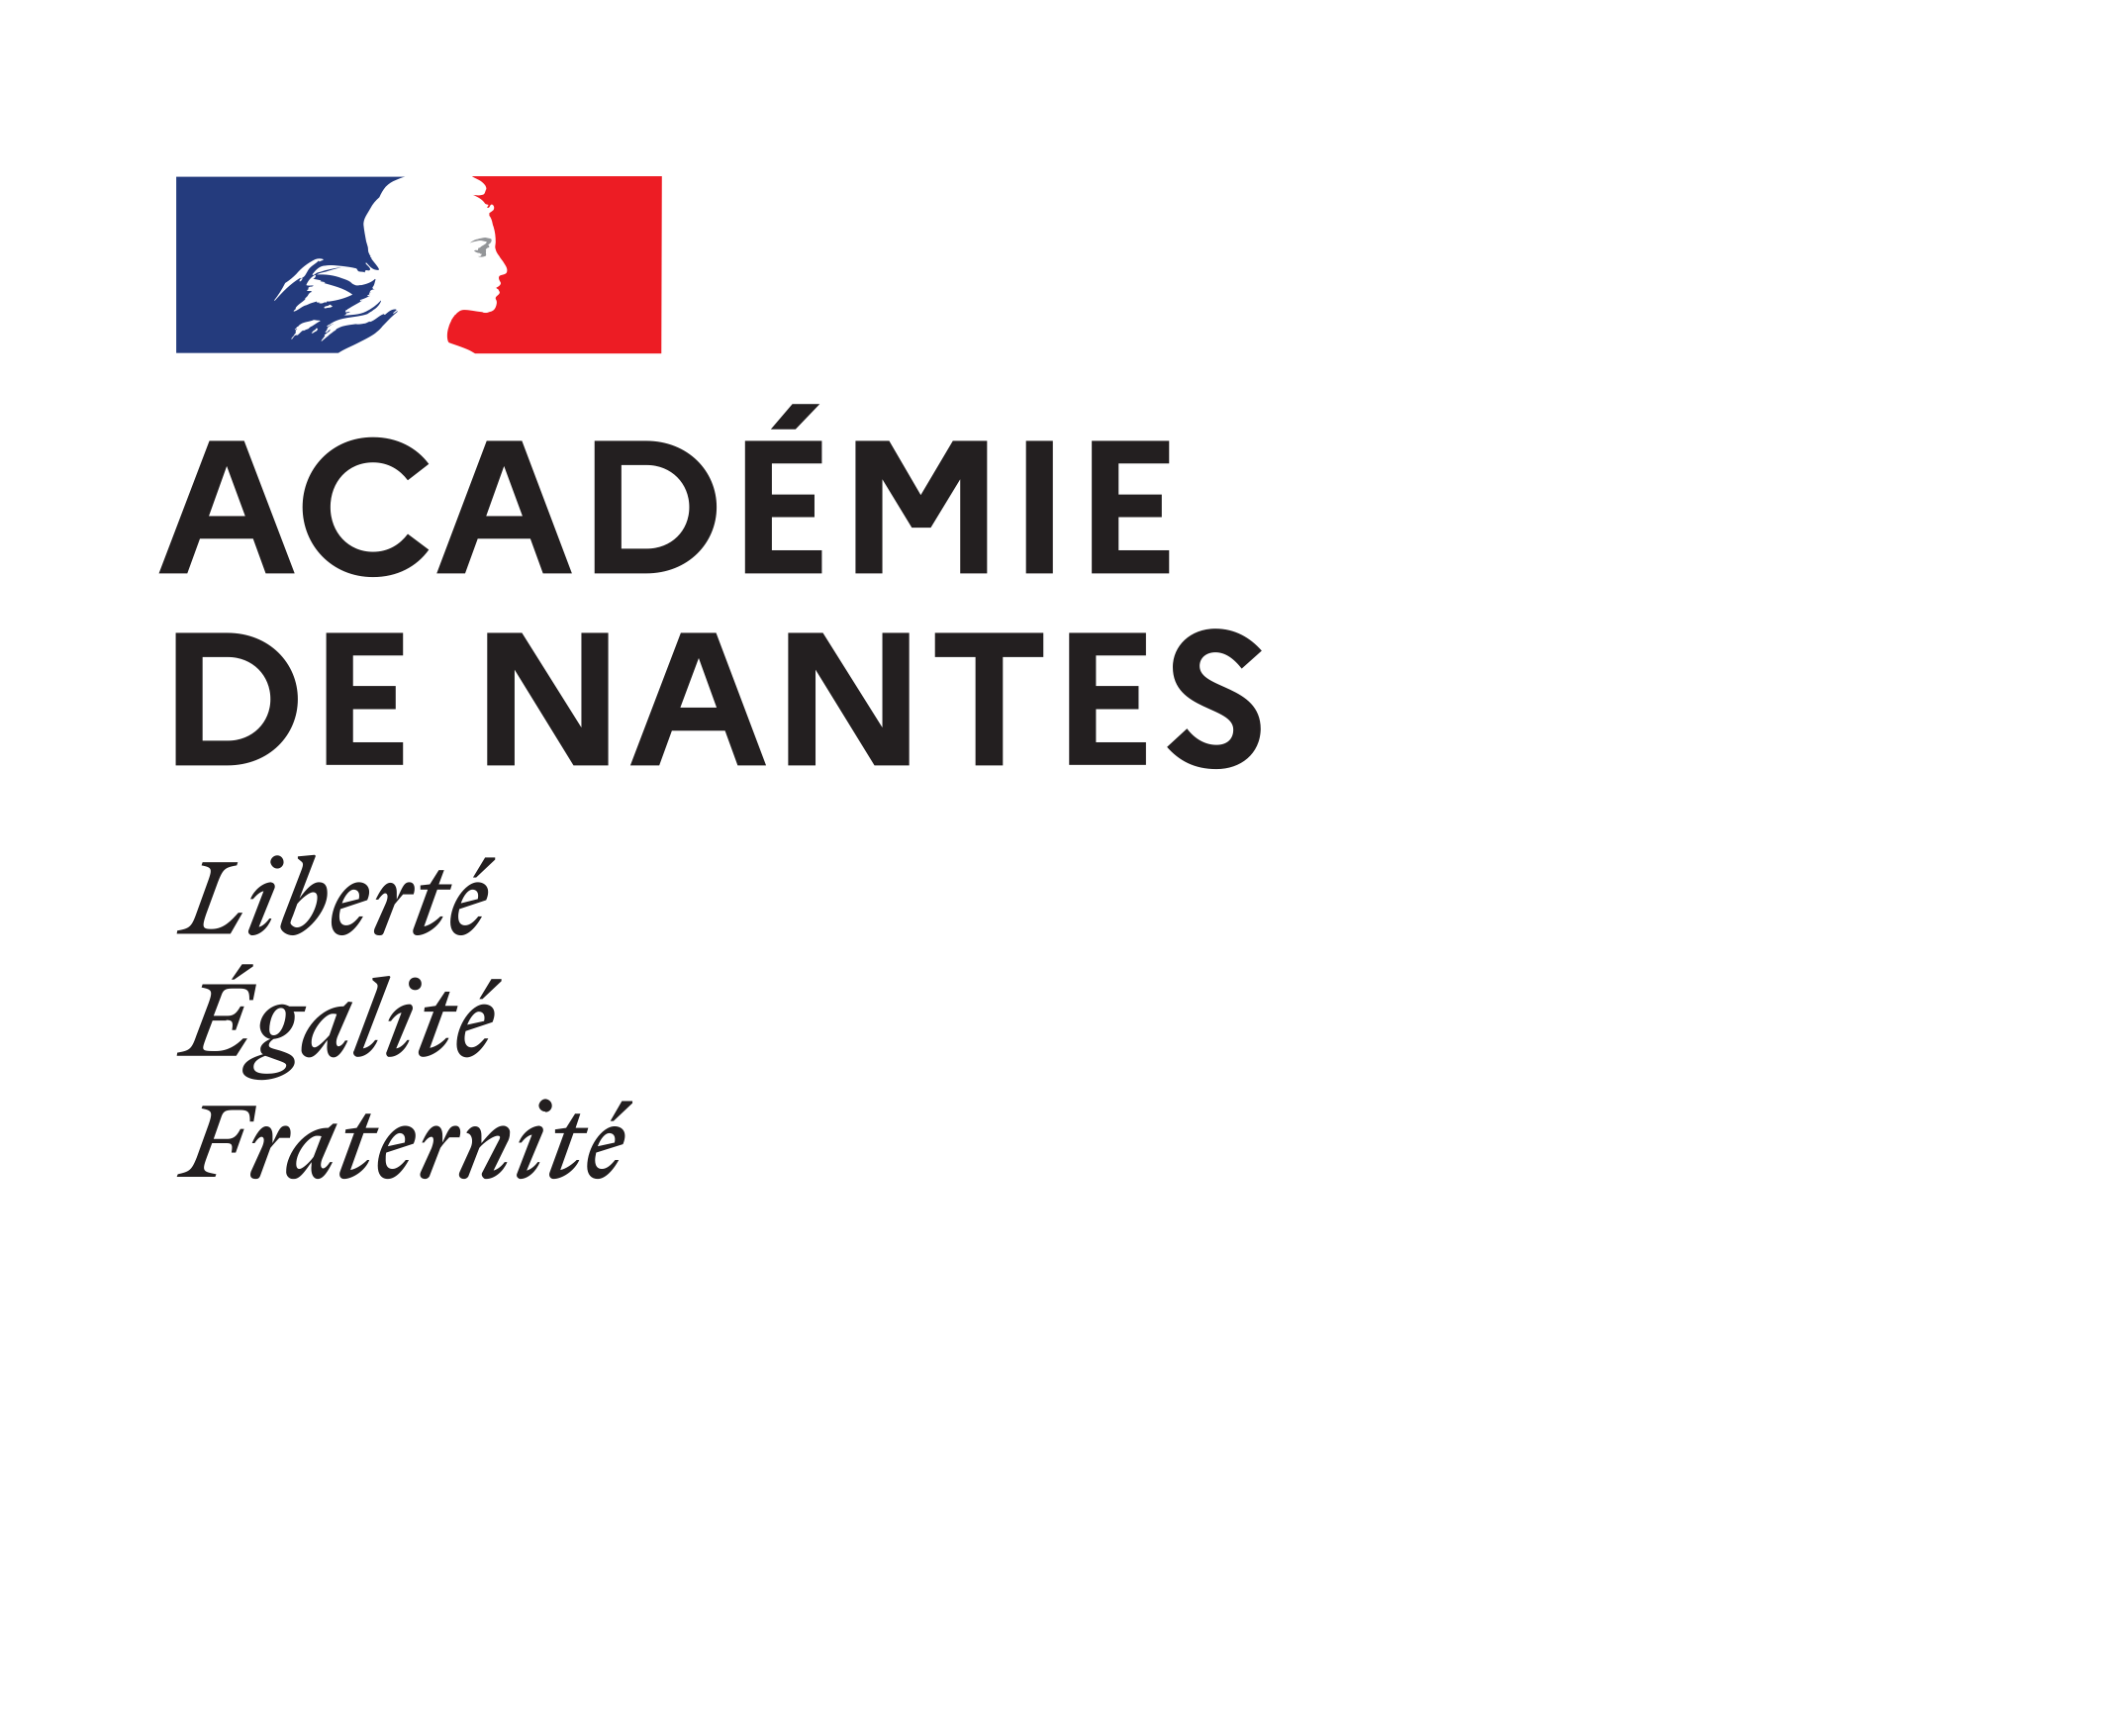 ACADÉMIE
DE NANTES
Liberté
Égalité
Fraternité